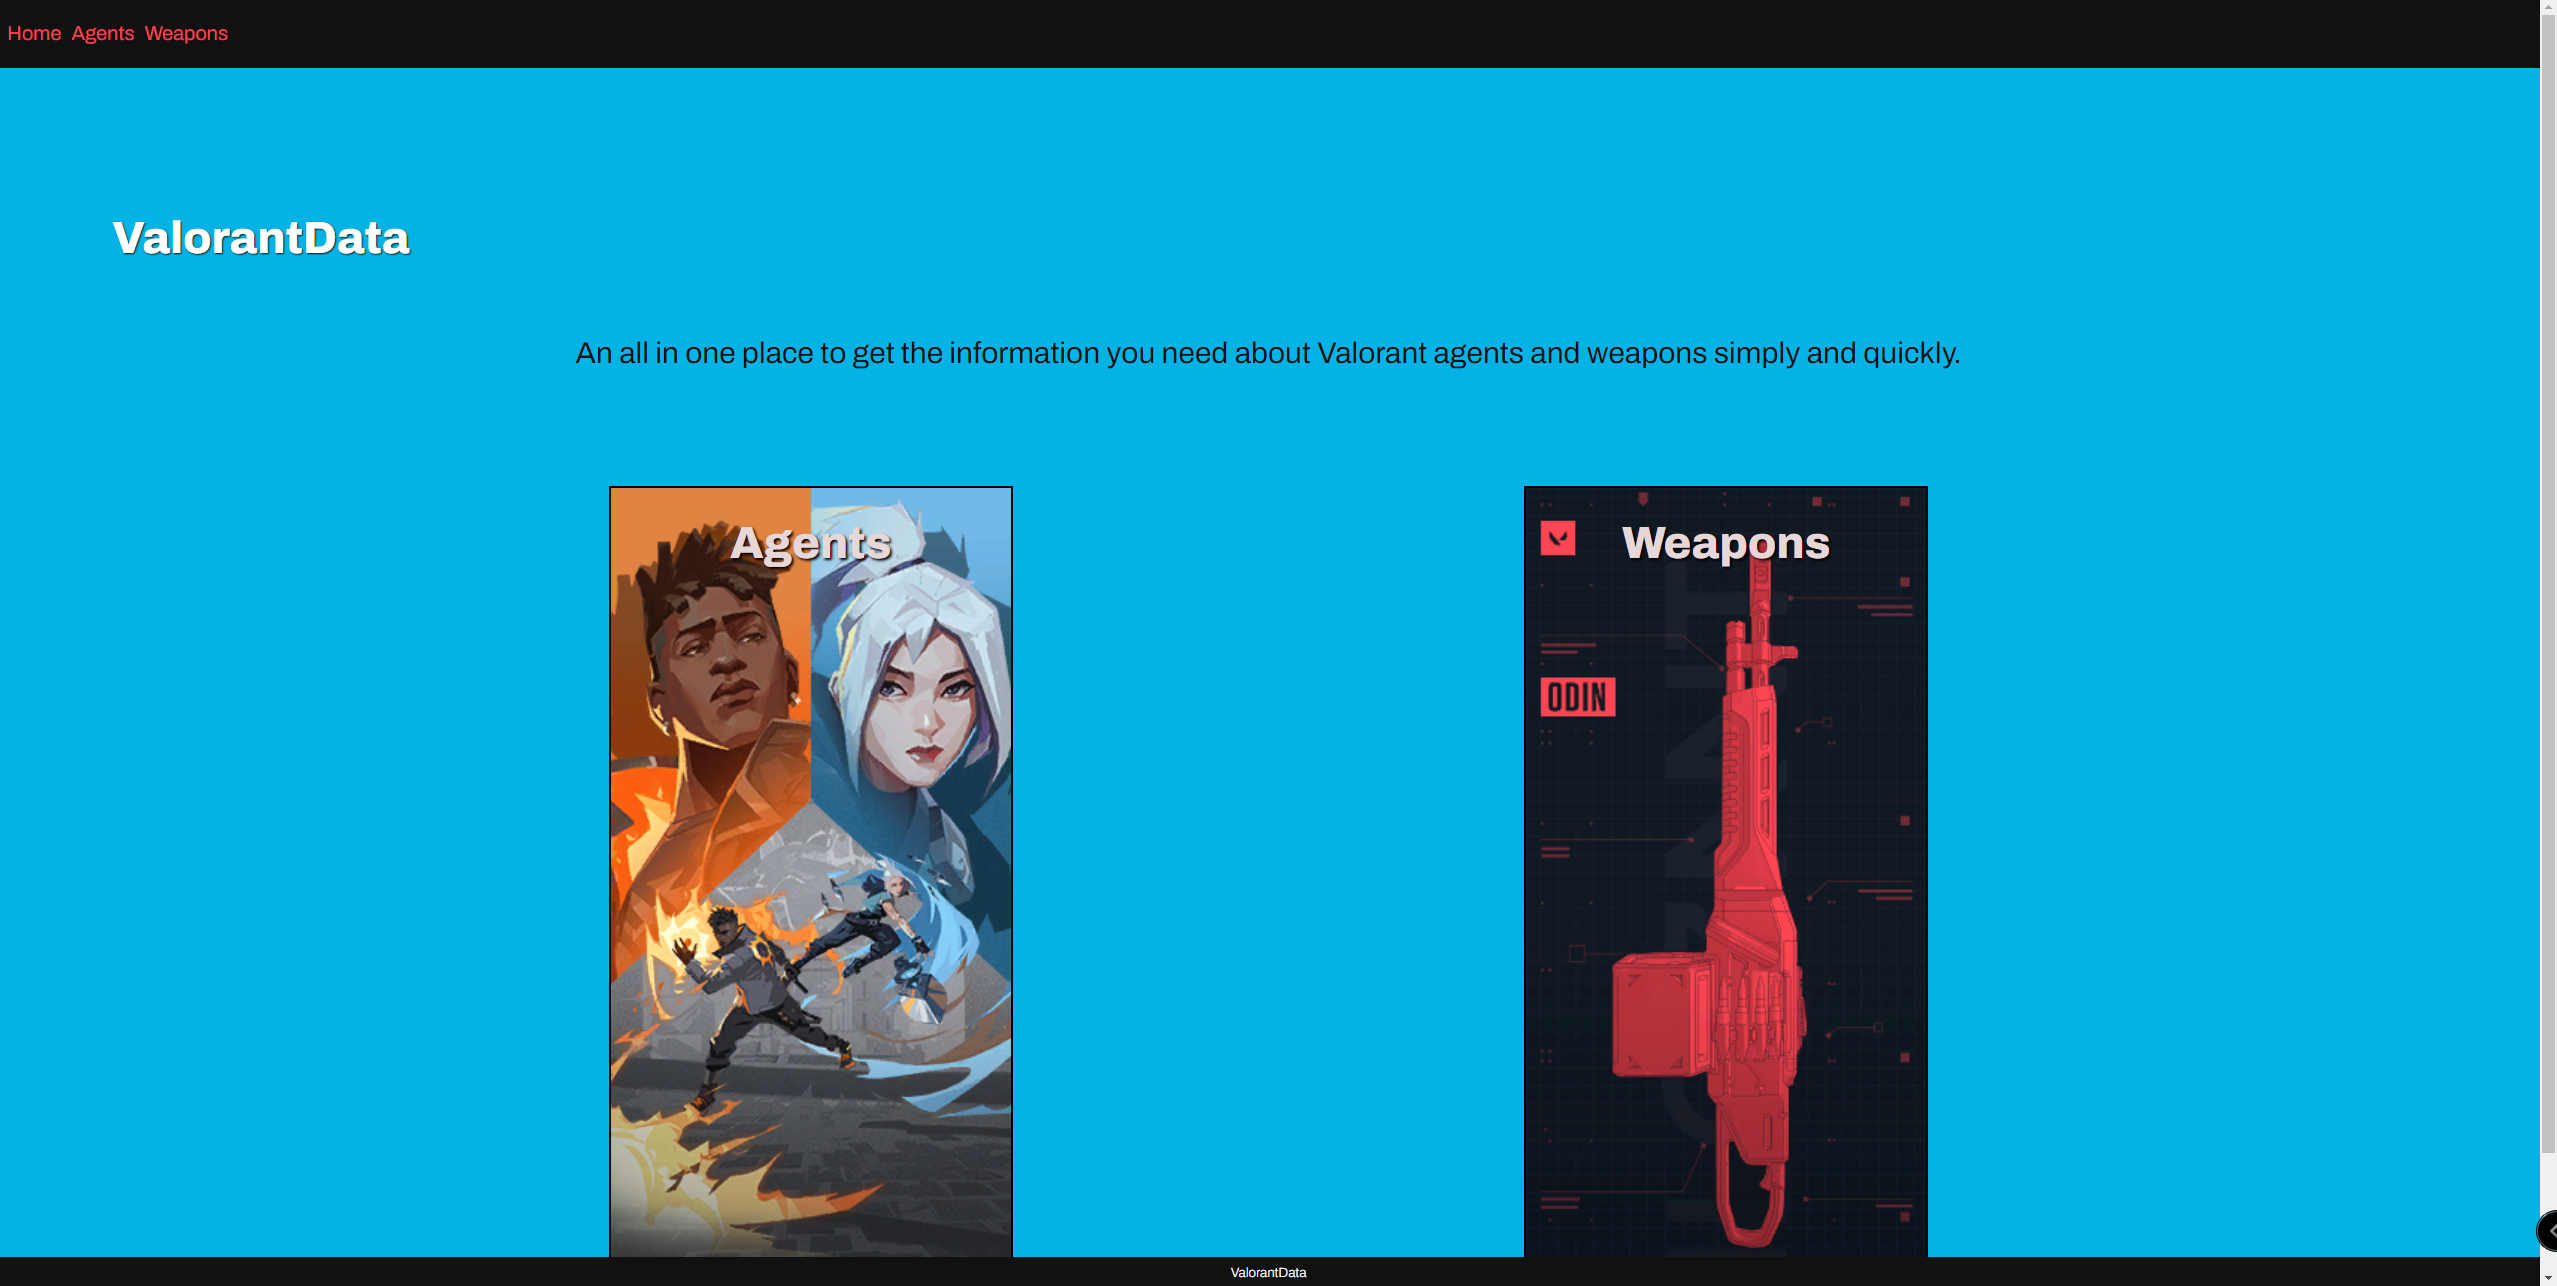 Home Agents Weapons
ValorantData
An all in one place to get the information you need about Valorant agents and weapons simply and quickly.
Agents
Weapons
ODIN
ValorantData